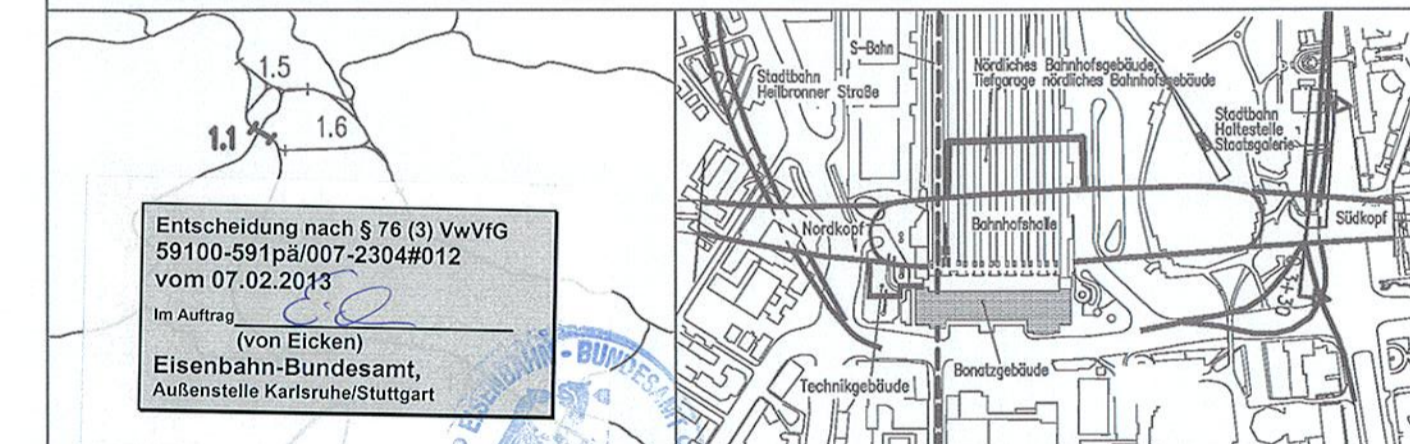 1.5
1.6
1.1
Entscheidung nach § 76 (3) VwVfG
59100-591pä/007-2304#012
vom 07.02.2013
Im Auftrag
(von Eicken)
Eisenbahn-Bundesamt,
Außenstelle Karlsruhe/Stuttgart
EISENBAHN-BUNDESAMT
S-Bahn
Stadtbahn
Heilbronner Straße
Nördliches Bahnhofsgebäude,
Tiefgarage nördliches Bahnhofsgebäude
Stadtbahn
Haltestelle
Staatsgalerie
Nordkopf
Bahnhofshalle
Südkopf
Technikgebäude
Bonatzgebäude